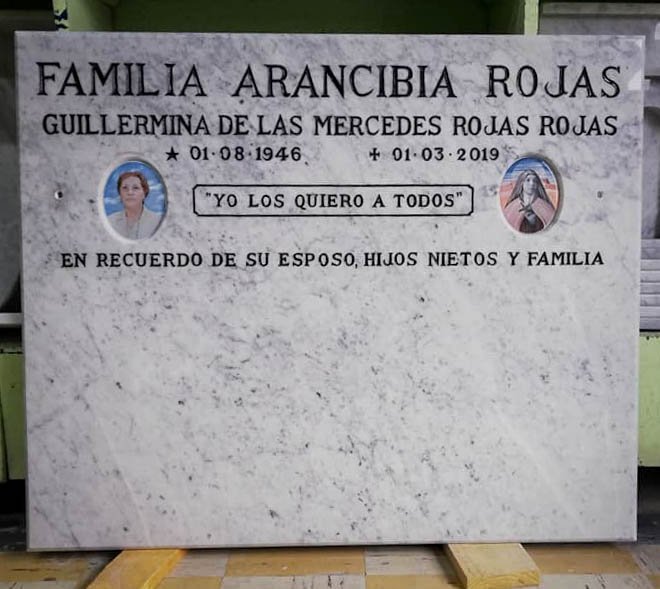 FAMILIA ARANCIBIA ROJAS
GUILLERMINA DE LAS MERCEDES ROJAS ROJAS
★ 01·08·1946 ✝ 01·03·2019
"YO LOS QUIERO A TODOS"
EN RECUERDO DE SU ESPOSO, HIJOS NIETOS Y FAMILIA